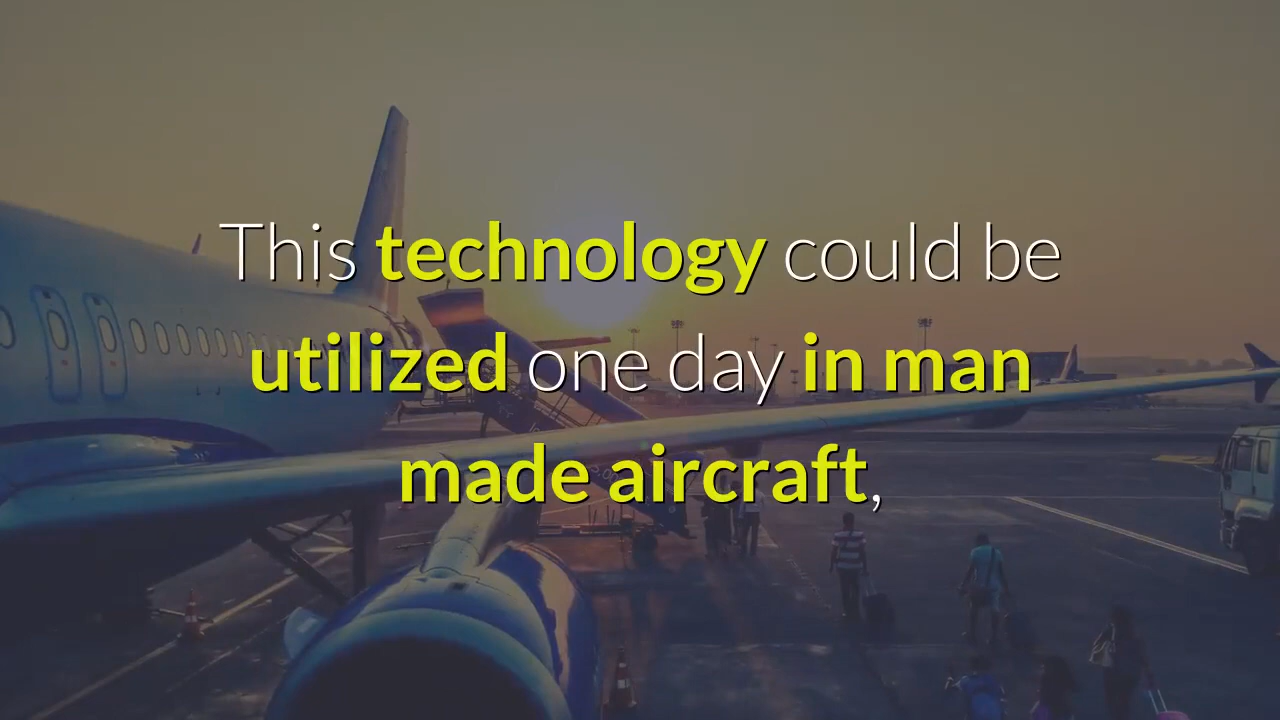 This technology could be
utilized one day in man
made aircraft,